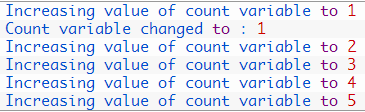 Increasing value of count variable to 1
Count variable changed to : 1
Increasing value of count variable to 2
Increasing value of count variable to 3
Increasing value of count variable to 4
Increasing value of count variable to 5